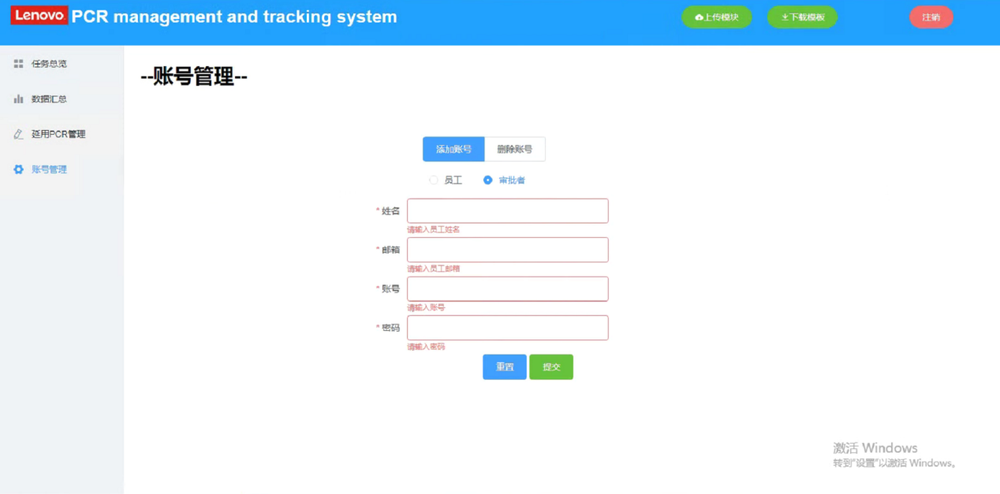 Lenovo PCR management and tracking system
上传模块
下载模板
注销
任务总览
数据汇总
延用PCR管理
账号管理
--账号管理--
添加账号 删除账号
员工 审批者
* 姓名
请输入员工姓名
* 邮箱
请输入员工邮箱
* 账号
请输入账号
* 密码
请输入密码
重置 提交
激活 Windows
转到"设置"以激活 Windows。